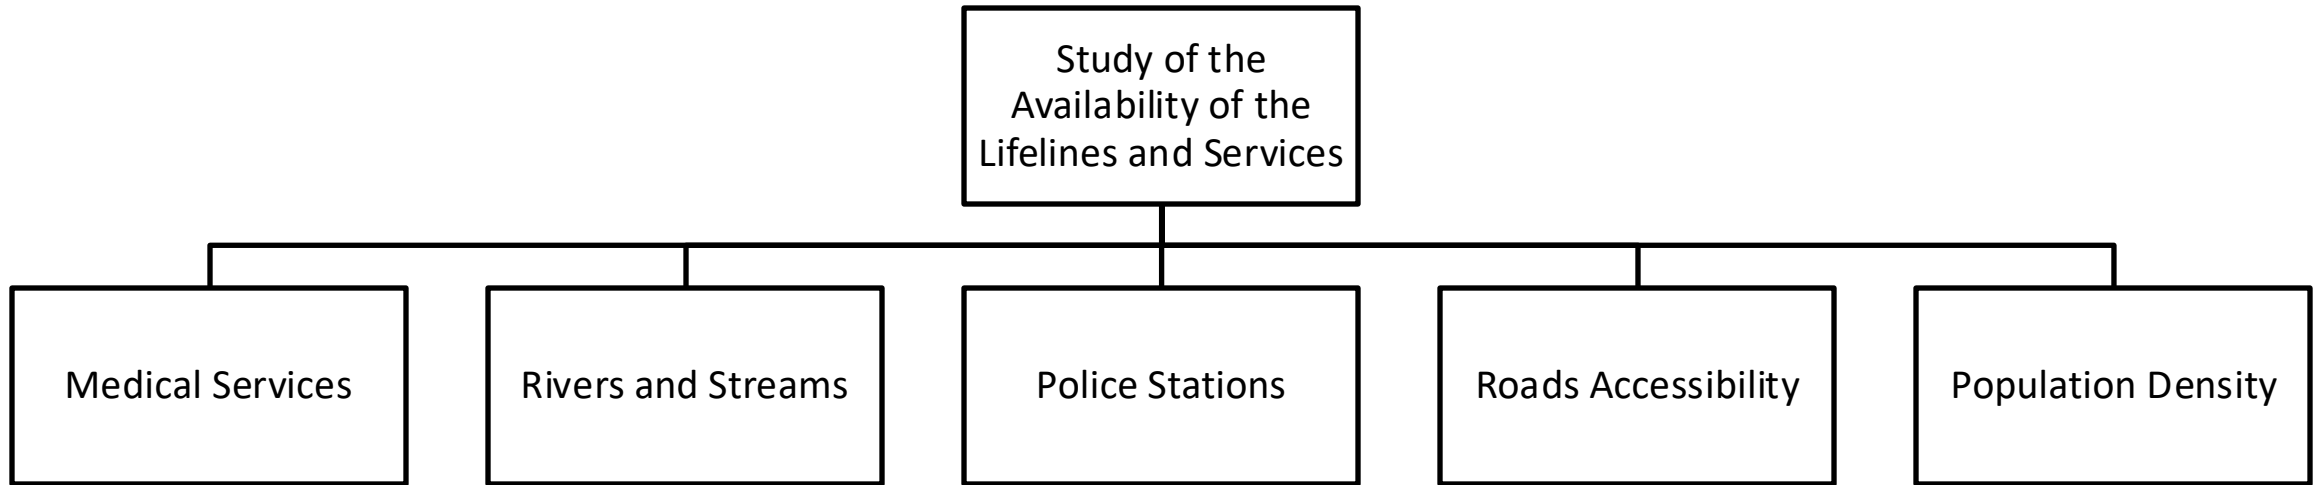 Study of the
Availability of the
Lifelines and Services
Medical Services
Rivers and Streams
Police Stations
Roads Accessibility
Population Density